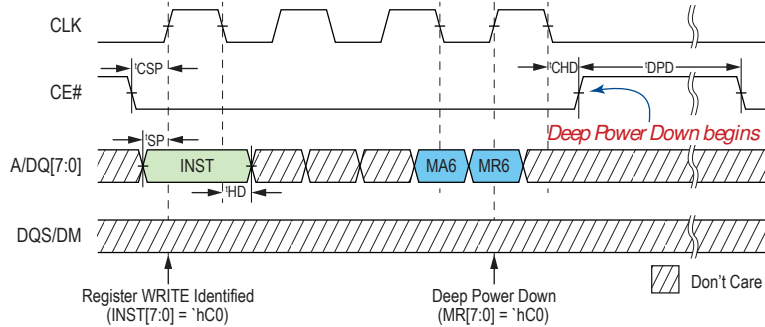 CLK
tCSP
tCHD
tDPD
CE#
Deep Power Down begins
tSP
A/DQ[7:0]
INST
MA6
MR6
tHD
DQS/DM
Register WRITE Identified
(INST[7:0] = `hC0)
Deep Power Down
(MR[7:0] = `hC0)
Don't Care